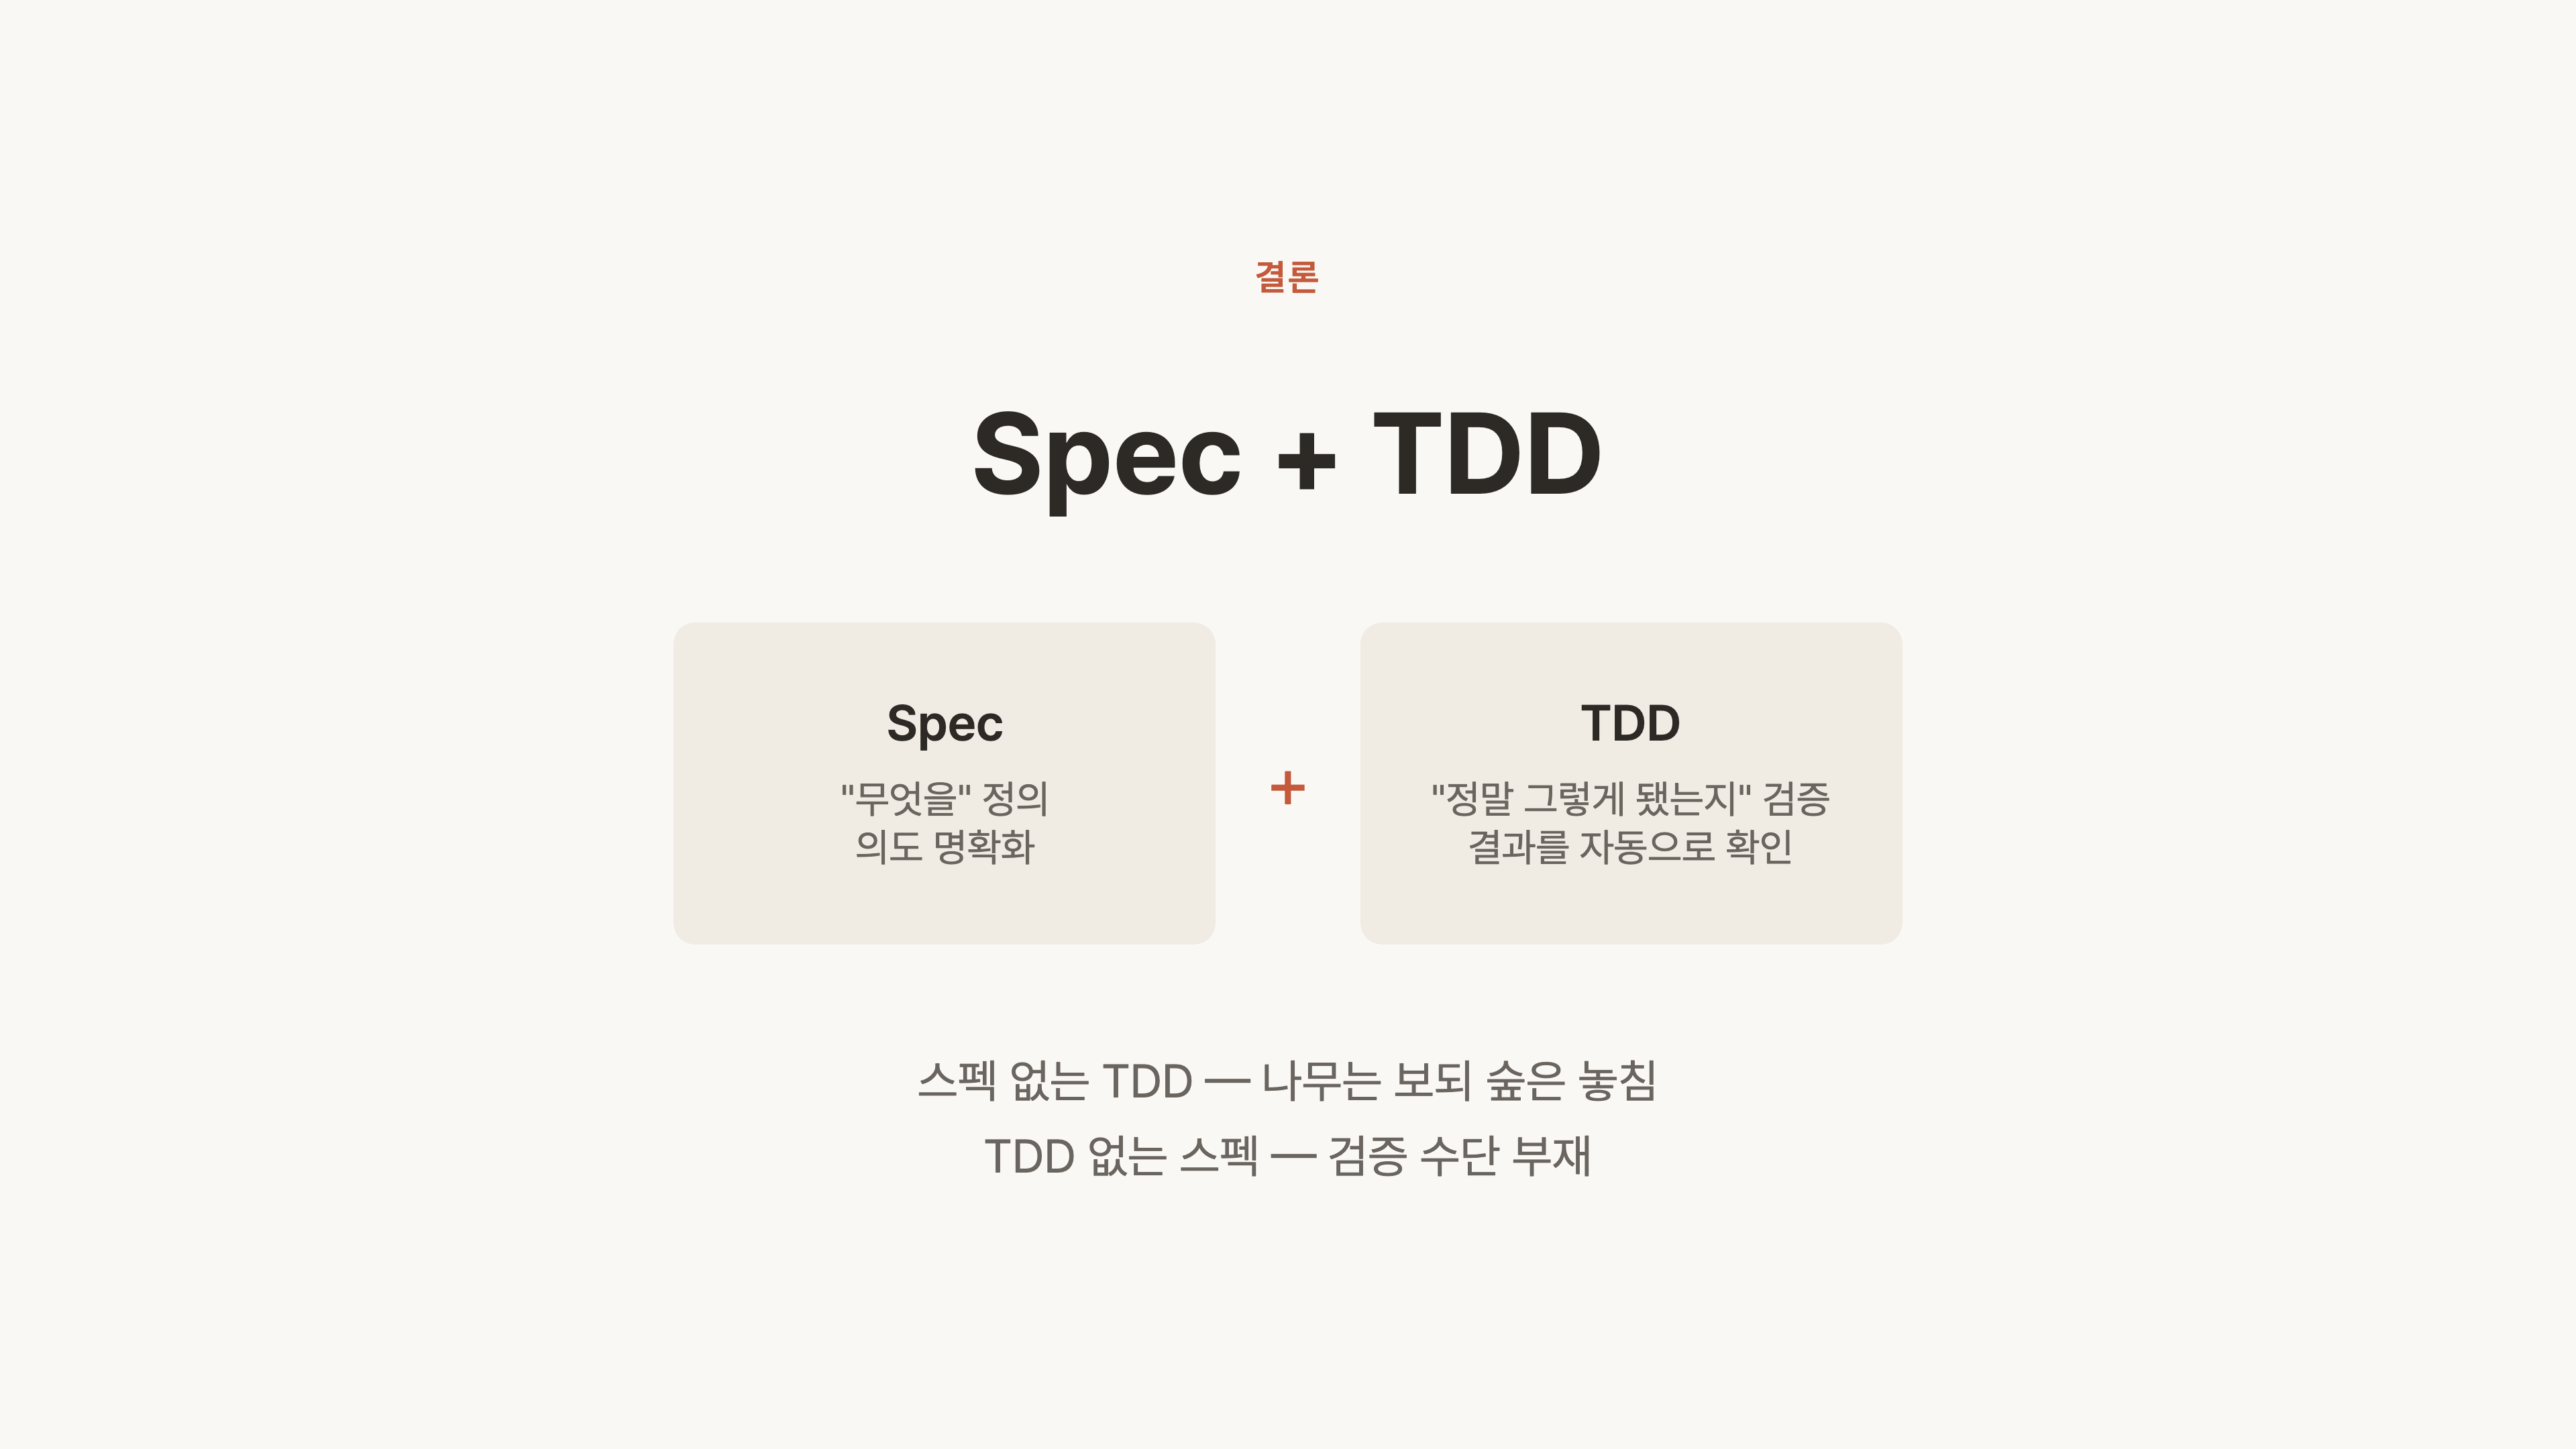 결론
Spec + TDD
Spec
"무엇을" 정의
의도 명확화
+
TDD
"정말 그렇게 됐는지" 검증
결과를 자동으로 확인
스펙 없는 TDD — 나무는 보되 숲은 놓침
TDD 없는 스펙 — 검증 수단 부재